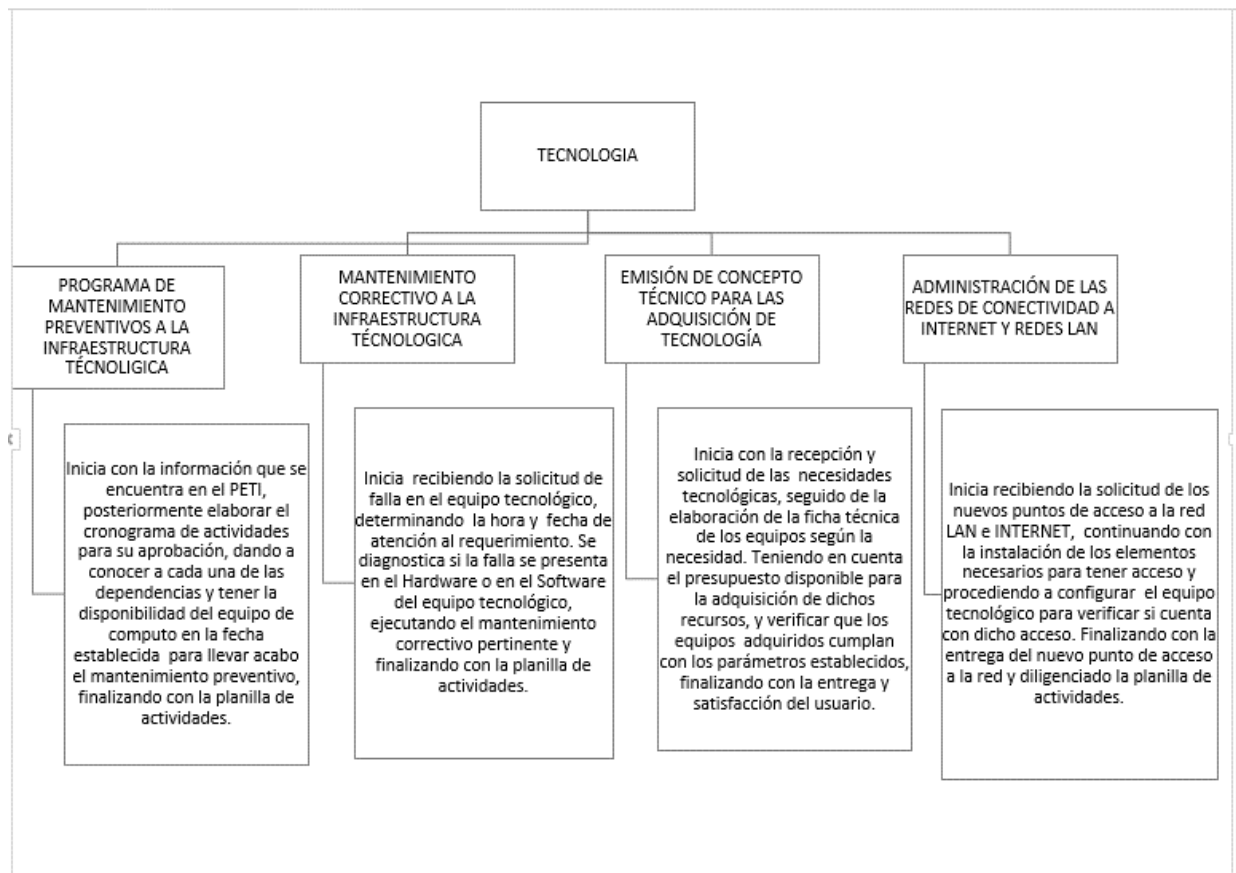 TECNOLOGIA
PROGRAMA DE
MANTENIMIENTO
PREVENTIVOS A LA
INFRAESTRUCTURA
TÉCNOLIGICA
MANTENIMIENTO
CORRECTIVO A LA
INFRAESTRUCTURA
TÉCNOLOGICA
EMISIÓN DE CONCEPTO
TÉCNICO PARA LAS
ADQUISICIÓN DE
TECNOLOGÍA
ADMINISTRACIÓN DE LAS
REDES DE CONECTIVIDAD A
INTERNET Y REDES LAN
Inicia con la información que se
encuentra en el PETI,
posteriormente elaborar el
cronograma de actividades
para su aprobación, dando a
conocer a cada una de las
dependencias y tener la
disponibilidad del equipo de
computo en la fecha
establecida para llevar acabo
el mantenimiento preventivo,
finalizando con la planilla de
actividades.
Inicia recibiendo la solicitud de
falla en el equipo tecnológico,
determinando la hora y fecha de
atención al requerimiento. Se
diagnostica si la falla se presenta
en el Hardware o en el Software
del equipo tecnológico,
ejecutando el mantenimiento
correctivo pertinente y
finalizando con la planilla de
actividades.
Inicia con la recepción y
solicitud de las necesidades
tecnológicas, seguido de la
elaboración de la ficha técnica
de los equipos según la
necesidad. Teniendo en cuenta
el presupuesto disponible para
la adquisición de dichos
recursos, y verificar que los
equipos adquiridos cumplan
con los parámetros establecidos,
finalizando con la entrega y
satisfacción del usuario.
Inicia recibiendo la solicitud de los
nuevos puntos de acceso a la red
LAN e INTERNET, continuando con
la instalación de los elementos
necesarios para tener acceso y
procediendo a configurar el equipo
tecnológico para verificar si cuenta
con dicho acceso. Finalizando con la
entrega del nuevo punto de acceso
a la red y diligenciado la planilla de
actividades.